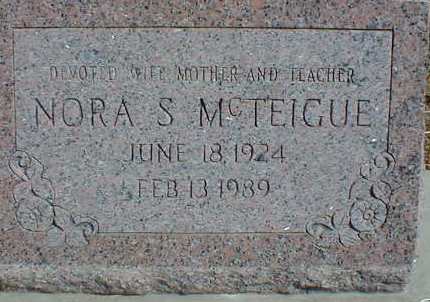 DEVOTED WIFE, MOTHER AND TEACHER
NORA S McTEIGUE
JUNE 18, 1924
FEB 13 1989